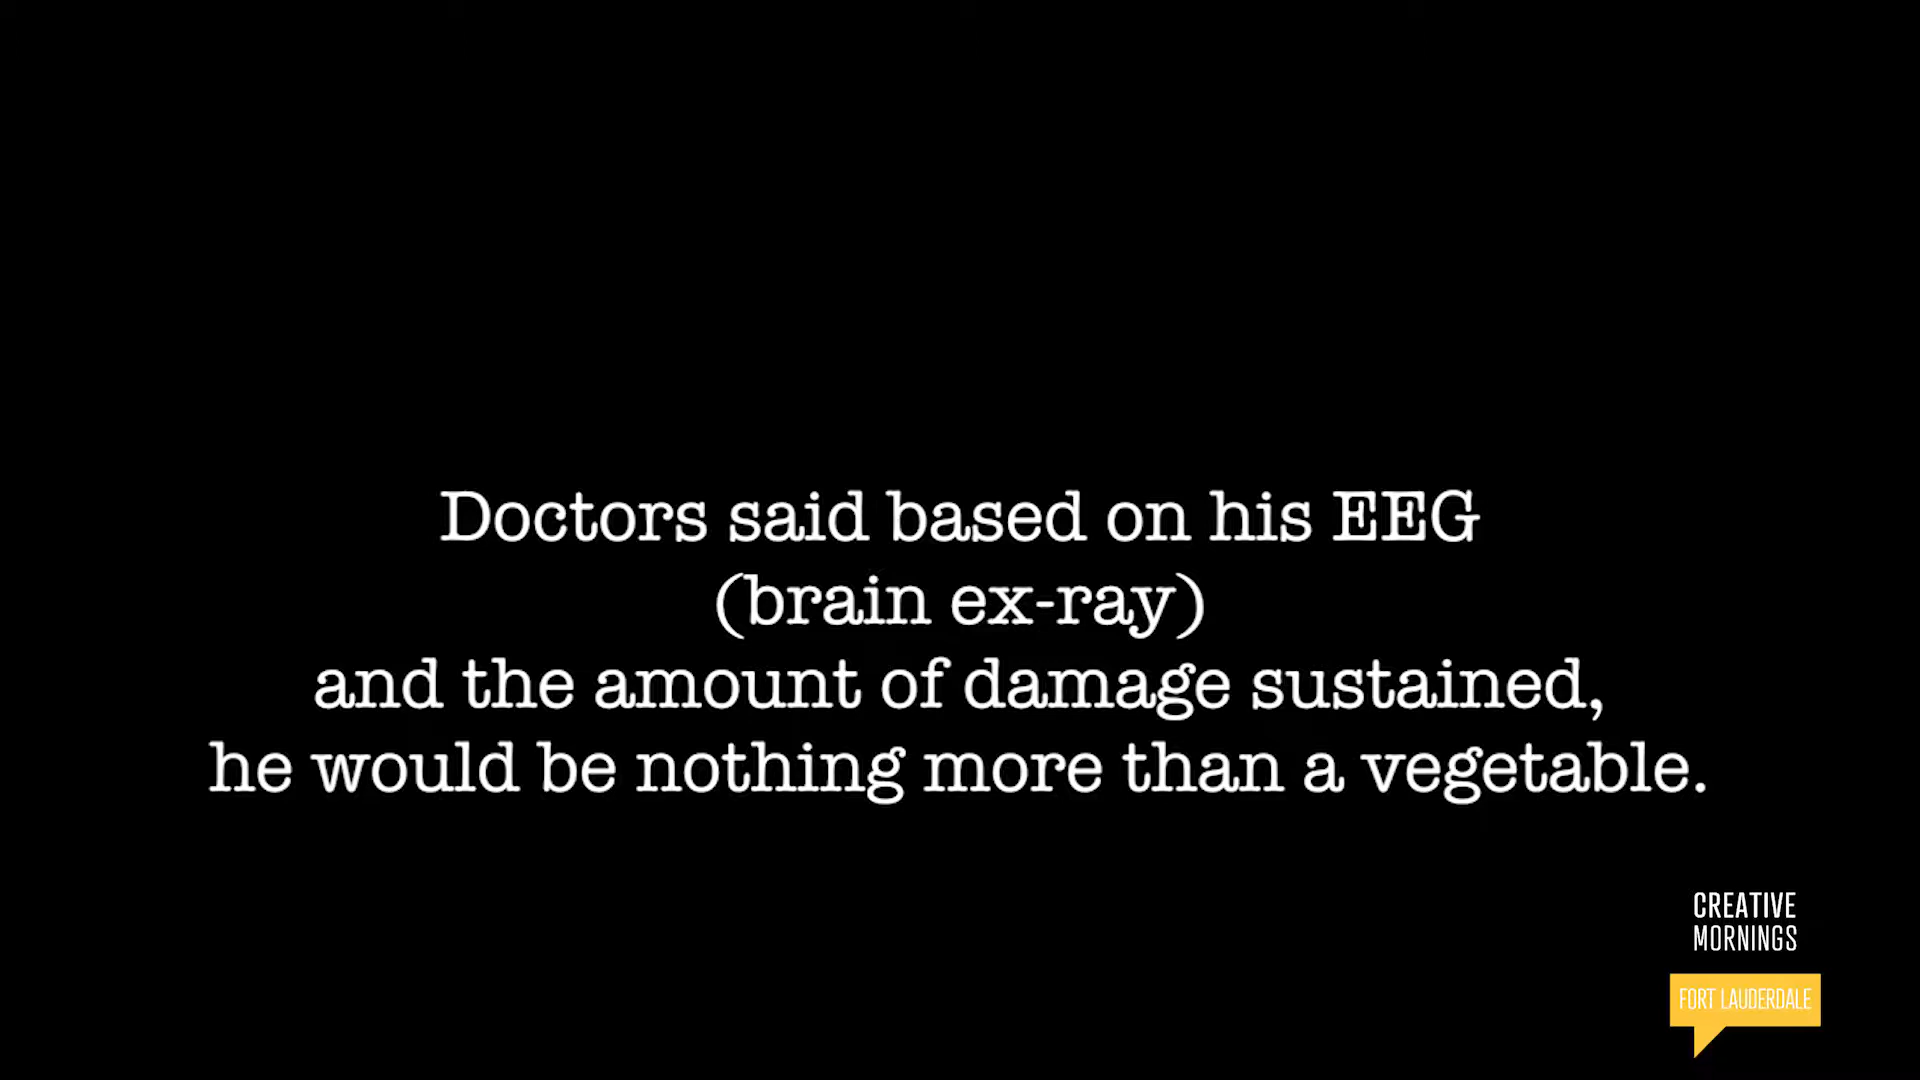 Doctors said based on his EEG
(brain ex-ray)
and the amount of damage sustained,
he would be nothing more than a vegetable.
CREATIVE
MORNINGS
FORT LAUDERDALE